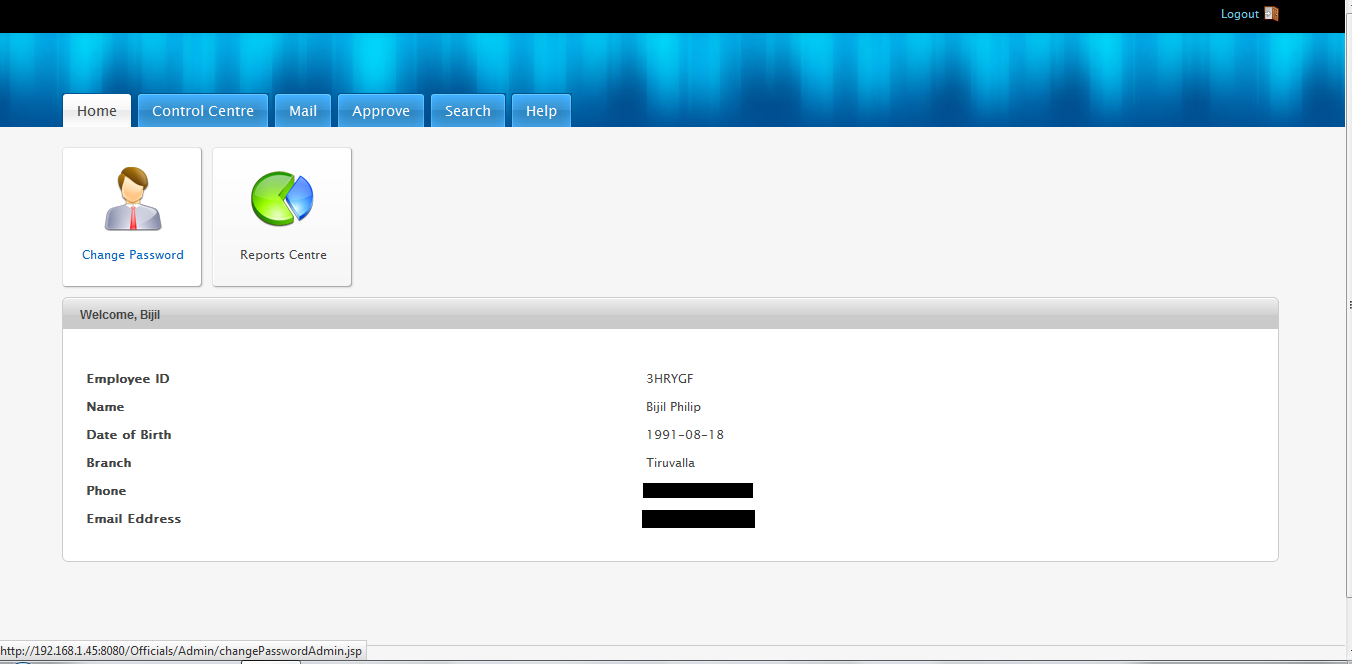 Logout
Home Control Centre Mail Approve Search Help
Change Password Reports Centre
Welcome, Bijil
Employee ID 3HRYGF
Name Bijil Philip
Date of Birth 1991-08-18
Branch Tiruvalla
Phone
Email Eddress
http://192.168.1.45:8080/Officials/Admin/changePasswordAdmin.jsp